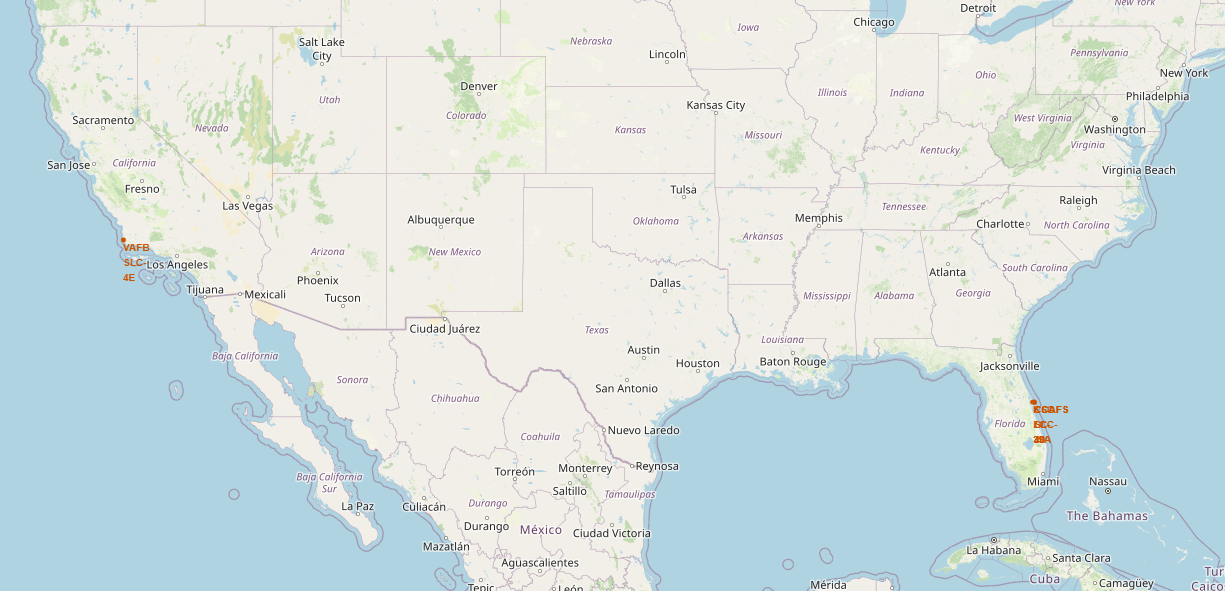 New York
Detroit
Chicago
Iowa
Salt Lake
City
Nebraska
Lincoln
Pennsylvania
New York
Ohio
Denver
Utah
Illinois
Indiana
Philadelphia
Kansas City
Colorado
Sacramento
Nevada
Kansas
Missouri
West Virginia
Washington
Virginia
Kentucky
San Jose
California
Fresno
Virginia Beach
Tulsa
Las Vegas
Raleigh
Tennessee
Albuquerque
Oklahoma
Memphis
Charlotte
North Carolina
Arkansas
VAFB
SLC-
4E
Arizona
New Mexico
Los Angeles
Atlanta
South Carolina
Phoenix
Dallas
Tijuana
Mexicali
Tucson
Mississippi
Alabama
Georgia
Ciudad Juárez
Texas
Louisiana
Austin
Baja California
Houston
Baton Rouge
Jacksonville
Sonora
San Antonio
Chihuahua
Florida
Nuevo Laredo
Coahuila
Reynosa
Monterrey
Torreón
Baja California
Sur
Miami
Nassau
Saltillo
Tamaulipas
La Paz
Culiacán
Durango
The Bahamas
Durango
México
Ciudad Victoria
Mazatlán
La Habana
Santa Clara
Aguascalientes
Tur
Caico
Cuba
Camagüey
Tepic
León
Mérida